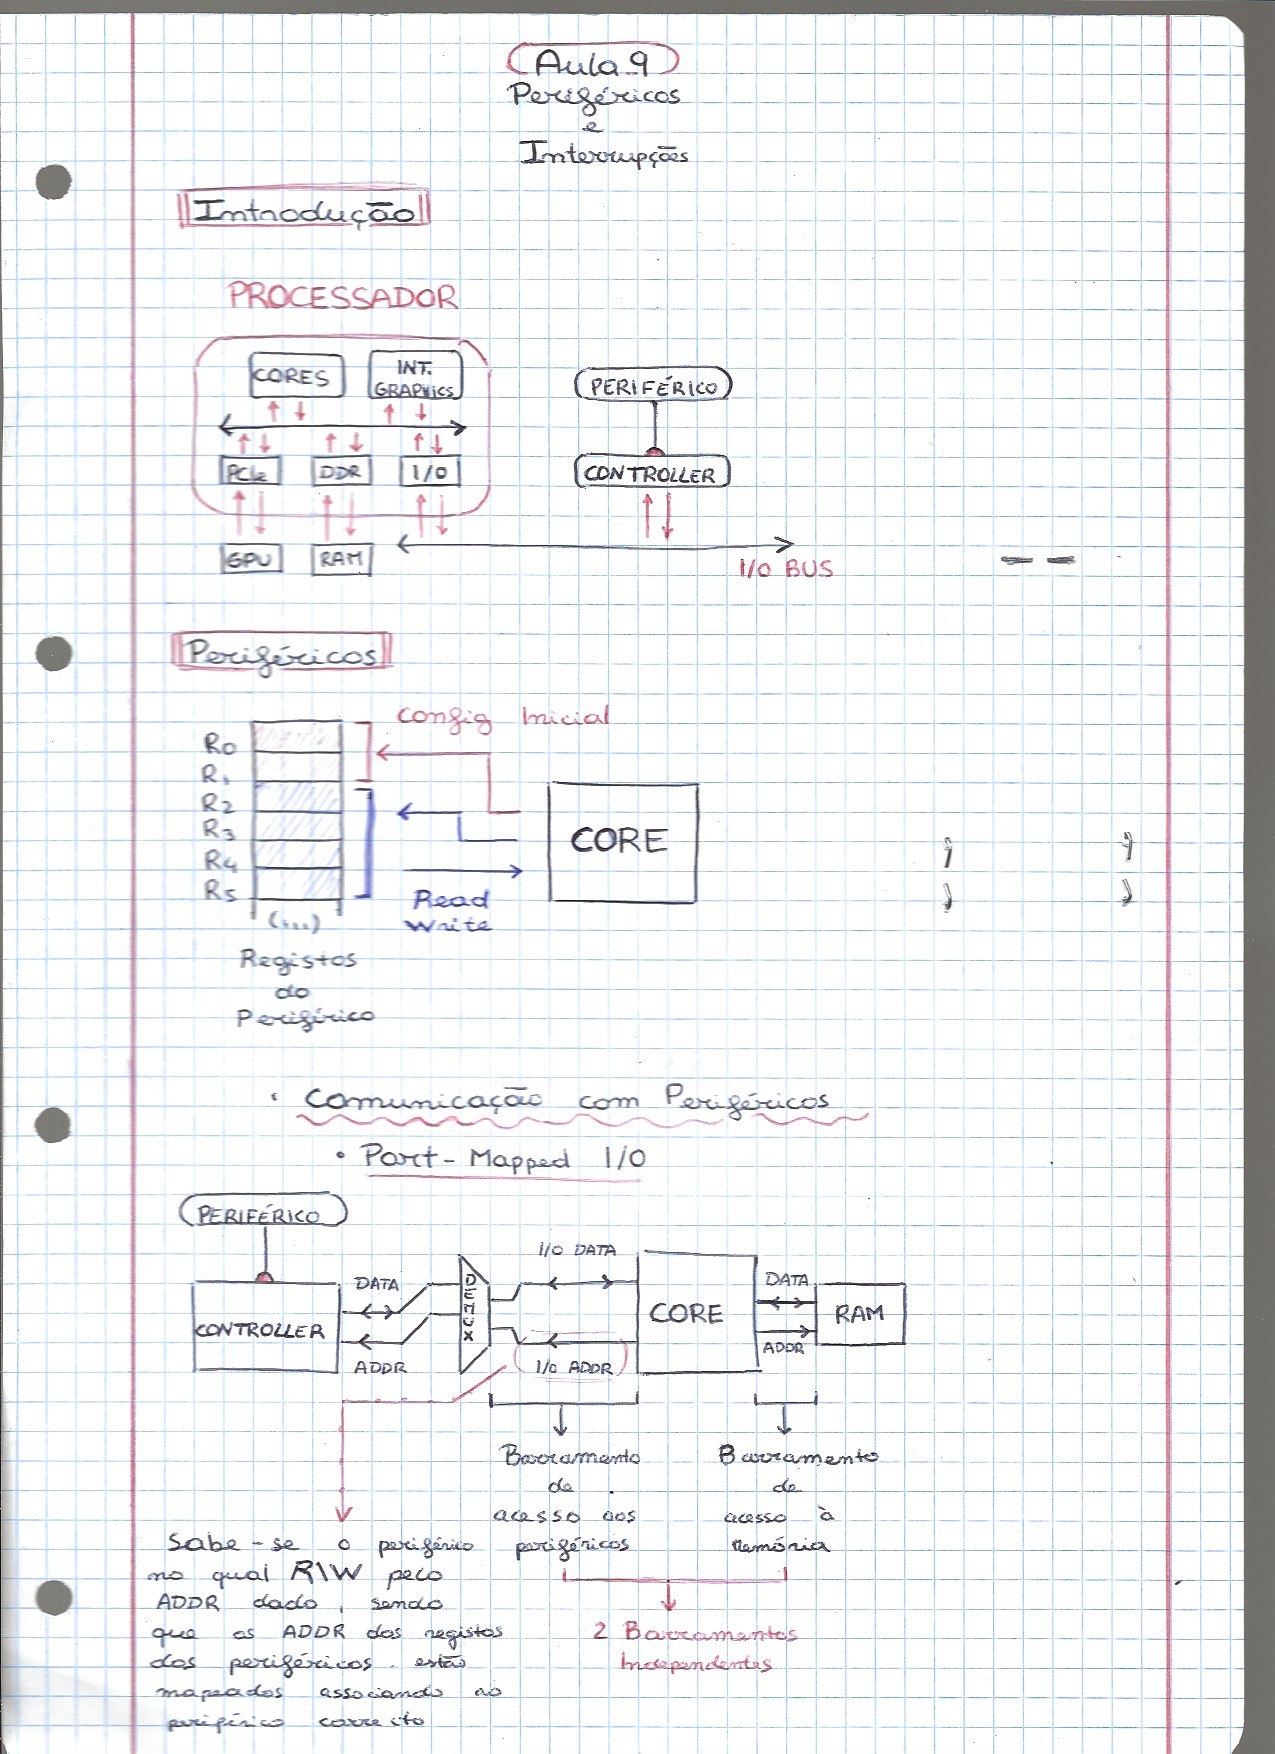 Aula 9
Periféricos
e
Interrupções
Introdução
PROCESSADOR
CORES
INT. GRAPHICS
PCIe
DDR
I/O
GPU
RAM
PERIFÉRICO
CONTROLLER
I/O BUS
Periféricos
Config Inicial
R0
R1
R2
R3
R4
R5
(...)
CORE
Read
Write
Registos
do
Periférico
• Comunicação com Periféricos
• Port-Mapped I/O
PERIFÉRICO
CONTROLLER
DATA
ADDR
DEMUX
I/O DATA
I/O ADDR
CORE
DATA
ADDR
RAM
Barramento
de
acesso aos
periféricos
Barramento
de
acesso à
Memória
2 Barramentos
Independentes
Sabe-se o periférico
no qual R\W pelo
ADDR dado, sendo
que os ADDR dos registos
dos periféricos estão
mapeados associando ao
periférico correcto